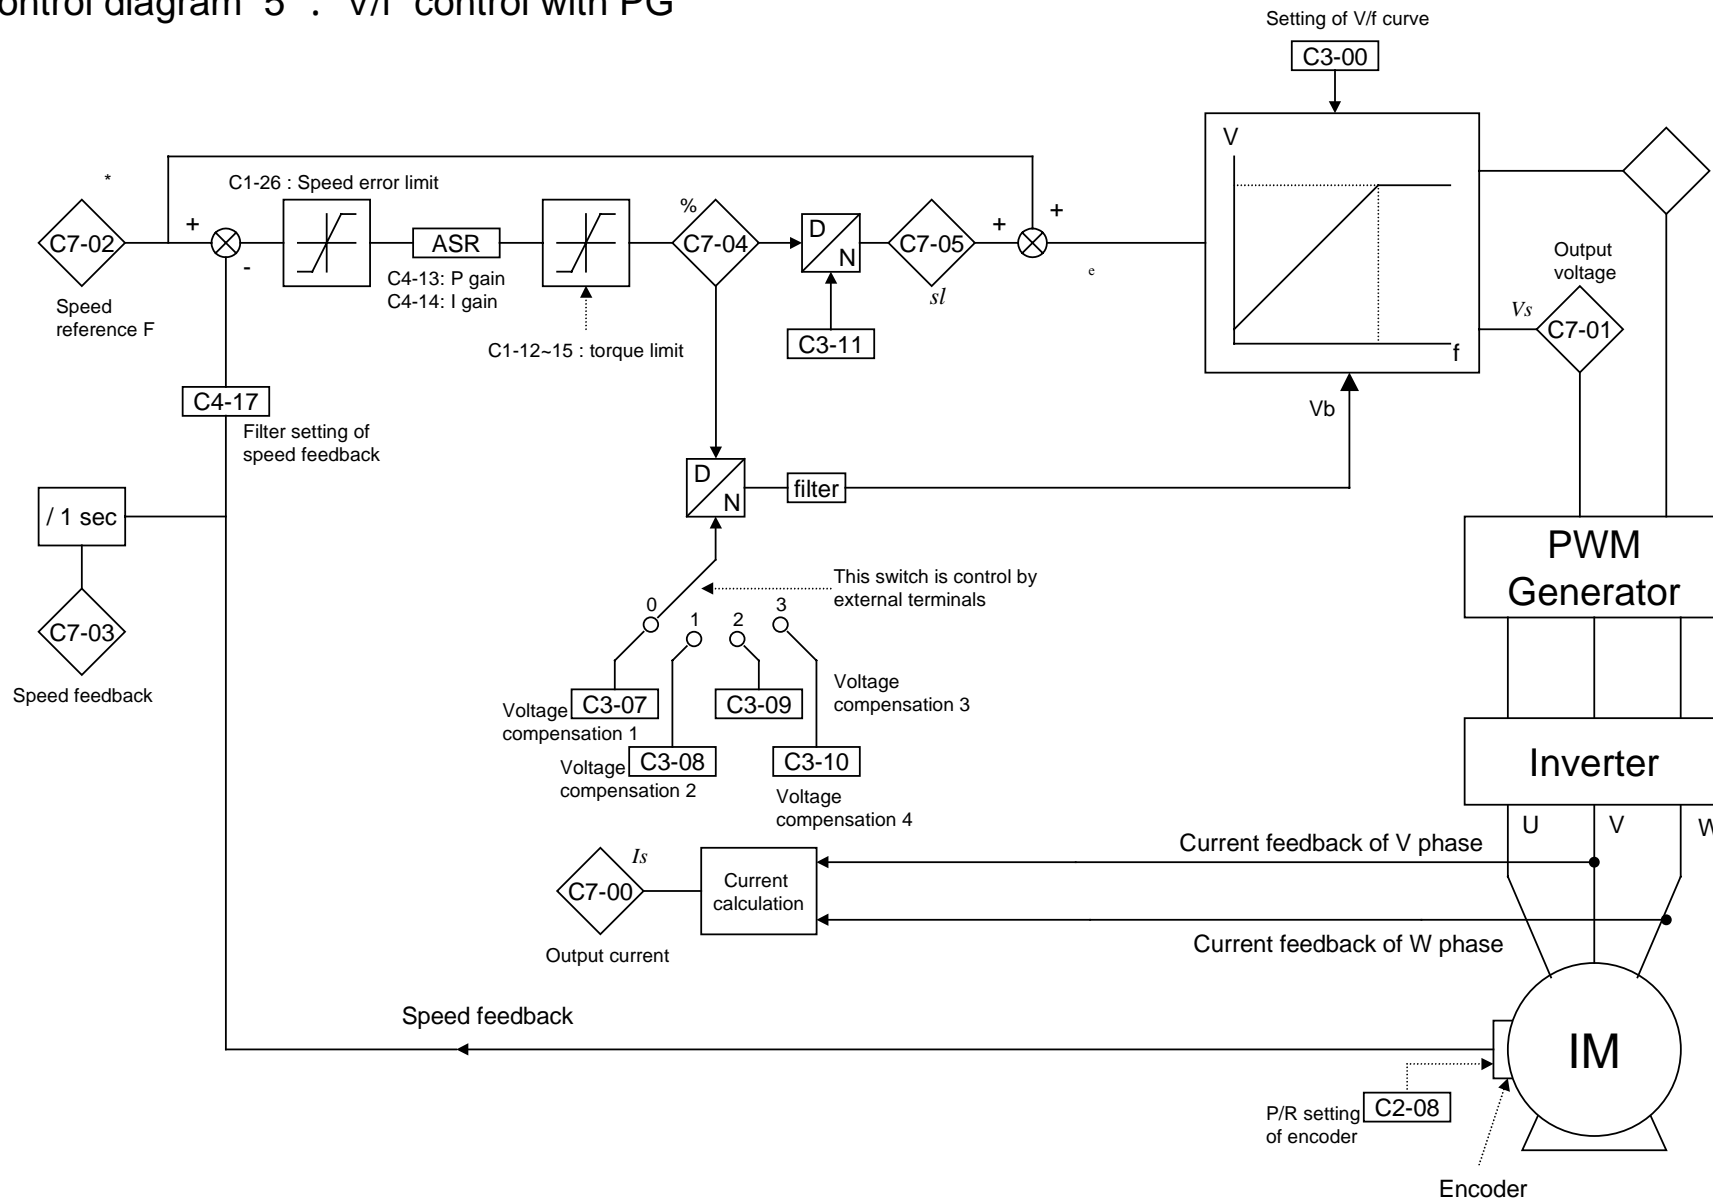 ontrol diagram 5 : V/f control with PG
Setting of V/f curve
C3-00
V
f
*
C1-26 : Speed error limit
+
-
C7-02
Speed
reference F
ASR
C4-13: P gain
C4-14: I gain
C1-12~15 : torque limit
%
C7-04
D
N
C3-11
C7-05
sl
+
+
e
Output
voltage
Vs
C7-01
Vb
C4-17
Filter setting of
speed feedback
/ 1 sec
C7-03
Speed feedback
D
N
filter
This switch is control by
external terminals
0
1
2
3
C3-07
Voltage
compensation 1
C3-08
Voltage
compensation 2
C3-09
Voltage
compensation 3
C3-10
Voltage
compensation 4
PWM
Generator
Inverter
U
V
W
Current feedback of V phase
Current feedback of W phase
Is
C7-00
Output current
Current
calculation
Speed feedback
IM
P/R setting
of encoder
C2-08
Encoder